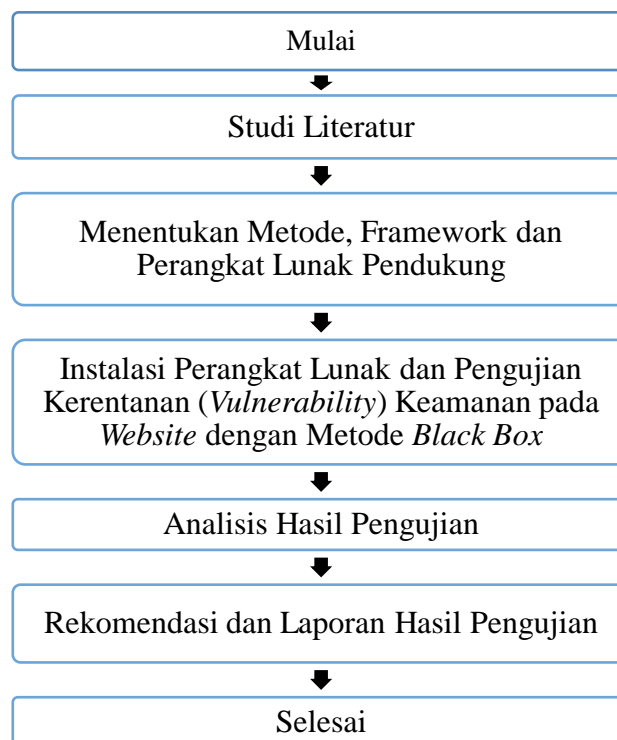 Mulai
Studi Literatur
Menentukan Metode, Framework dan
Perangkat Lunak Pendukung
Instalasi Perangkat Lunak dan Pengujian
Kerentanan (Vulnerability) Keamanan pada
Website dengan Metode Black Box
Analisis Hasil Pengujian
Rekomendasi dan Laporan Hasil Pengujian
Selesai